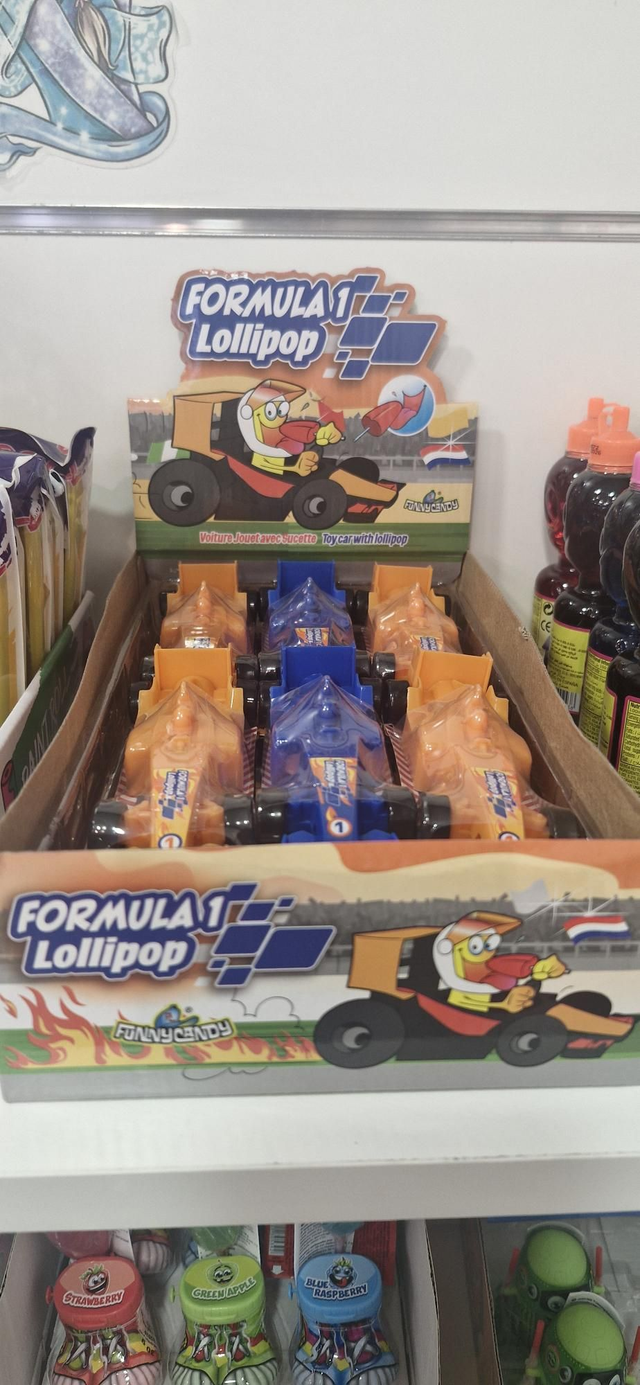 FORMULA 1
Lollipop
FUNNY CANDY
Voiture Jouet avec Sucette Toy car with lollipop
1
FORMULA 1
Lollipop
FUNNY CANDY
STRAWBERRY
GREEN APPLE
BLUE
RASPBERRY